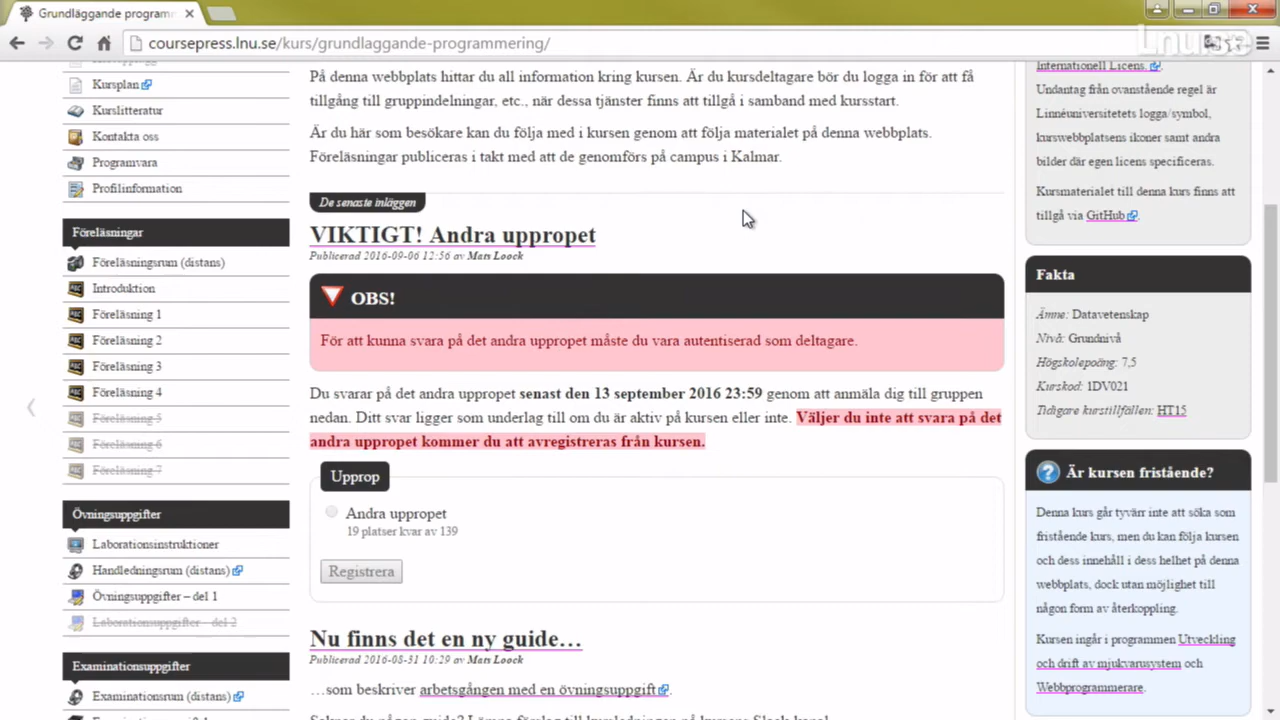 Grundläggande program
coursepress.lnu.se/kurs/grundlaggande-programmering/
Lnu.se
Kursplan
Kurslitteratur
Kontakta oss
Programvara
Profilinformation
Föreläsningar
Föreläsningsrum (distans)
Introduktion
Föreläsning 1
Föreläsning 2
Föreläsning 3
Föreläsning 4
Föreläsning 5
Föreläsning 6
Föreläsning 7
Övningsuppgifter
Laborationsinstruktioner
Handledningsrum (distans)
Övningsuppgifter – del 1
Laborationuppgifter – del 2
Examinationsuppgifter
Examinationsrum (distans)
På denna webbplats hittar du all information kring kursen. Är du kursdeltagare bör du logga in för att få
tillgång till gruppindelningar, etc., när dessa tjänster finns att tillgå i samband med kursstart.
Är du här som besökare kan du följa med i kursen genom att följa materialet på denna webbplats.
Föreläsningar publiceras i takt med att de genomförs på campus i Kalmar.
De senaste inläggen
VIKTIGT! Andra uppropet
Publicerad 2016-09-06 12:56 av Mats Loock
OBS!
För att kunna svara på det andra uppropet måste du vara autentiserad som deltagare.
Du svarar på det andra uppropet senast den 13 september 2016 23:59 genom att anmäla dig till gruppen
nedan. Ditt svar ligger som underlag till om du är aktiv på kursen eller inte. Väljer du inte att svara på det
andra uppropet kommer du att avregistreras från kursen.
Upprop
Andra uppropet
19 platser kvar av 139
Registrera
Nu finns det en ny guide…
Publicerad 2016-08-31 10:29 av Mats Loock
…som beskriver arbetsgången med en övningsuppgift.
Internationell Licens.
Undantag från ovanstående regel är
Linnéuniversitetets logga/symbol,
kurswebbplatsens ikoner samt andra
bilder där egen licens specificeras.
Kursmaterialet till denna kurs finns att
tillgå via GitHub.
Fakta
Ämne: Datavetenskap
Nivå: Grundnivå
Högskolepoäng: 7,5
Kurskod: 1DV021
Tidigare kurstillfällen: HT15
Är kursen fristående?
Denna kurs går tyvärr inte att söka som
fristående kurs, men du kan följa kursen
och dess innehåll i dess helhet på denna
webbplats, dock utan möjlighet till
någon form av återkoppling.
Kursen ingår i programmen Utveckling
och drift av mjukvarusystem och
Webbprogrammerare.